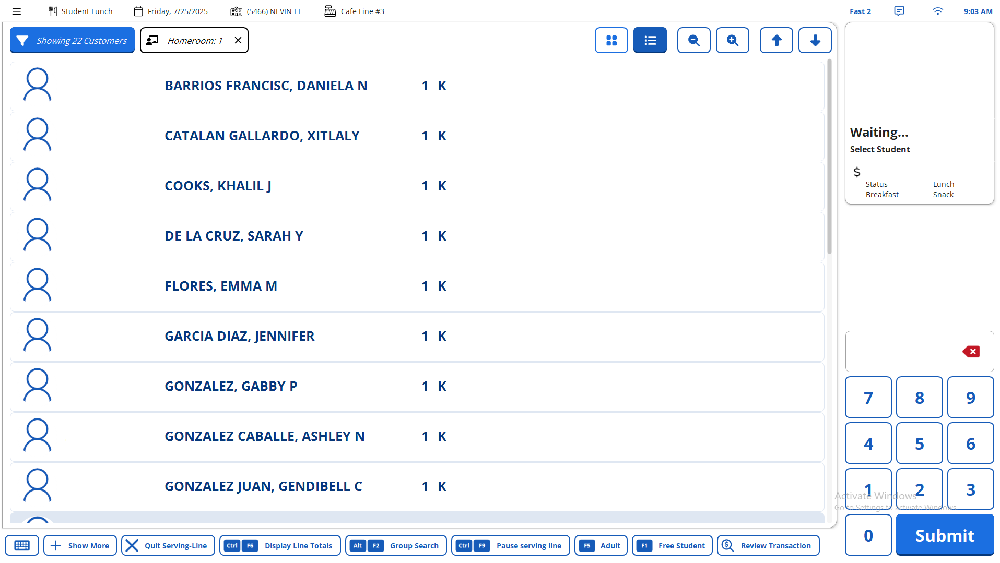 Student Lunch Friday, 7/25/2025 (5466) NEVIN EL Cafe Line #3 Fast 2 9:03 AM
Showing 22 Customers Homeroom: 1
BARRIOS FRANCISC, DANIELA N 1 K
CATALAN GALLARDO, XITLALY 1 K
COOKS, KHALIL J 1 K
DE LA CRUZ, SARAH Y 1 K
FLORES, EMMA M 1 K
GARCIA DIAZ, JENNIFER 1 K
GONZALEZ, GABBY P 1 K
GONZALEZ CABALLE, ASHLEY N 1 K
GONZALEZ JUAN, GENDIBELL C 1 K
Waiting...
Select Student
$
Status Lunch
Breakfast Snack
7 8 9
4 5 6
1 2 3
Activate Windows
Go to Settings to activate Windows.
0 Submit
Show More Quit Serving-Line Ctrl F6 Display Line Totals Alt F2 Group Search Ctrl F9 Pause serving line F5 Adult F1 Free Student Review Transaction